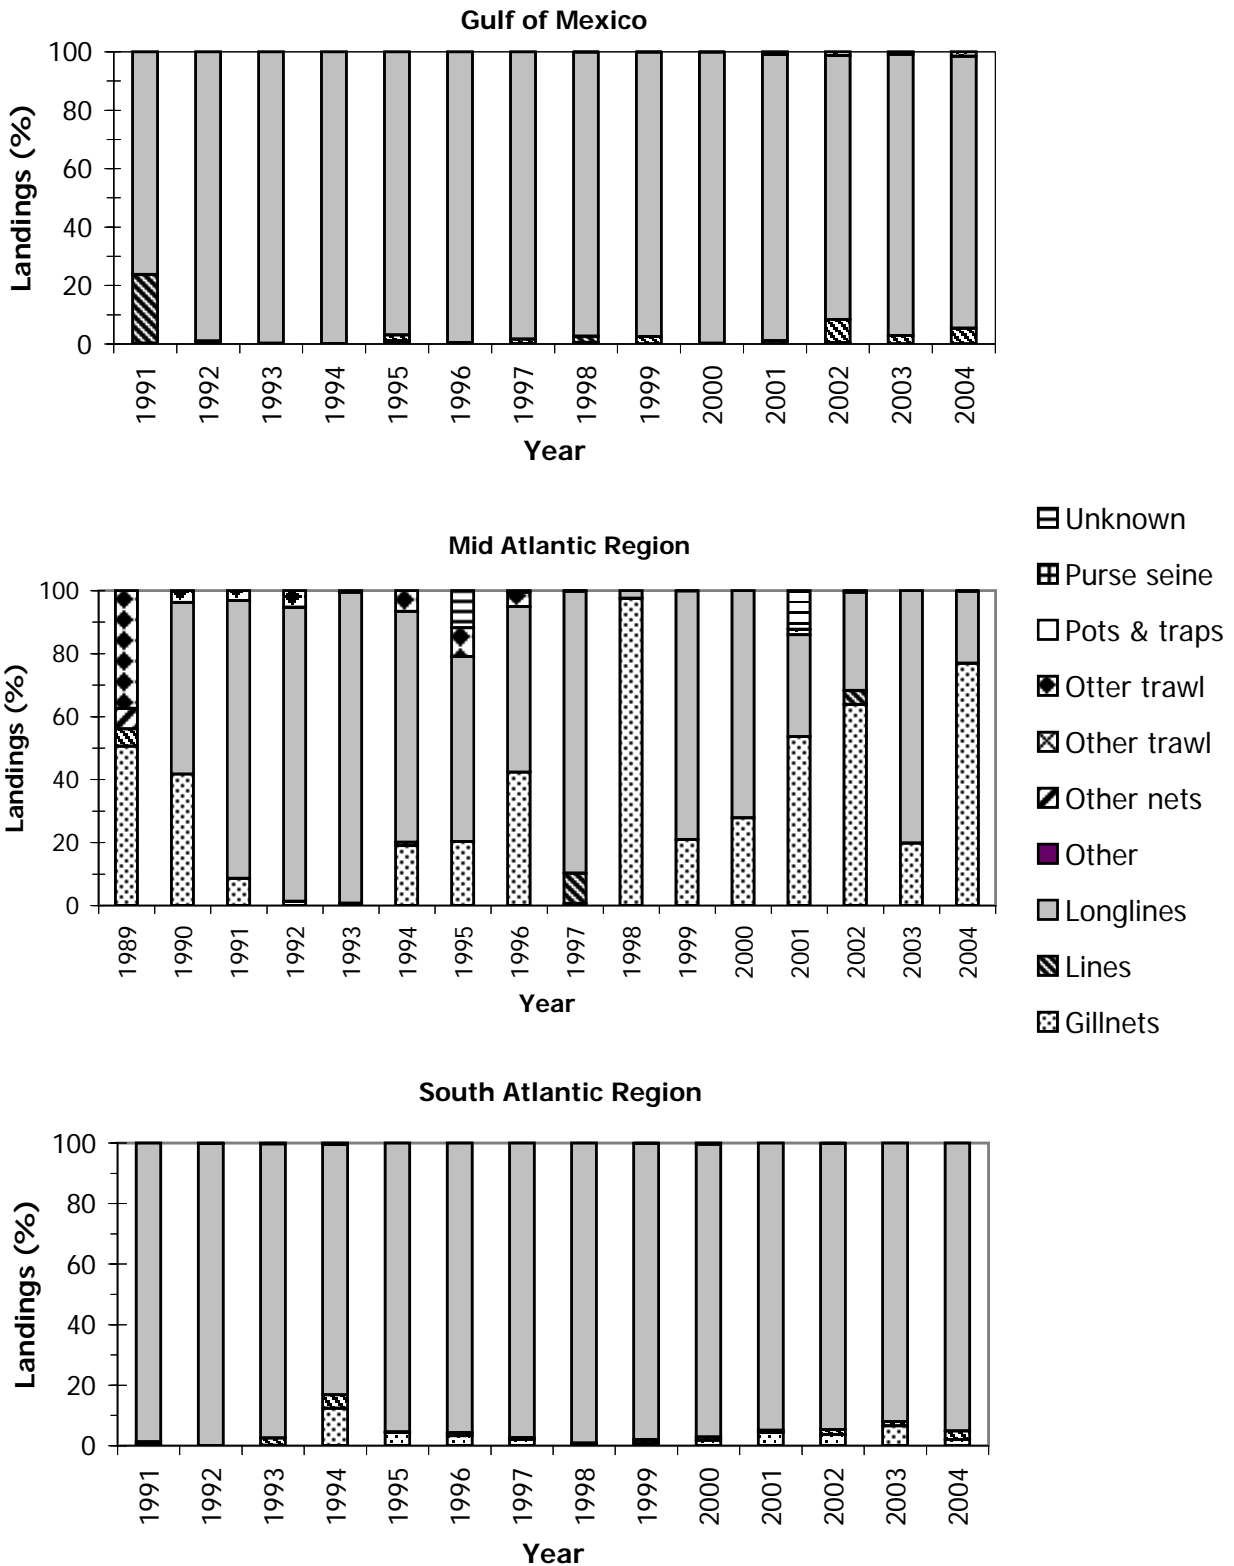 Gulf of Mexico
100
80
60
40
20
0
Landings (%)
1991 1992 1993 1994 1995 1996 1997 1998 1999 2000 2001 2002 2003 2004
Year
Mid Atlantic Region
100
80
60
40
20
0
Landings (%)
1989 1990 1991 1992 1993 1994 1995 1996 1997 1998 1999 2000 2001 2002 2003 2004
Year
Unknown
Purse seine
Pots & traps
Otter trawl
Other trawl
Other nets
Other
Longlines
Lines
Gillnets
South Atlantic Region
100
80
60
40
20
0
Landings (%)
1991 1992 1993 1994 1995 1996 1997 1998 1999 2000 2001 2002 2003 2004
Year